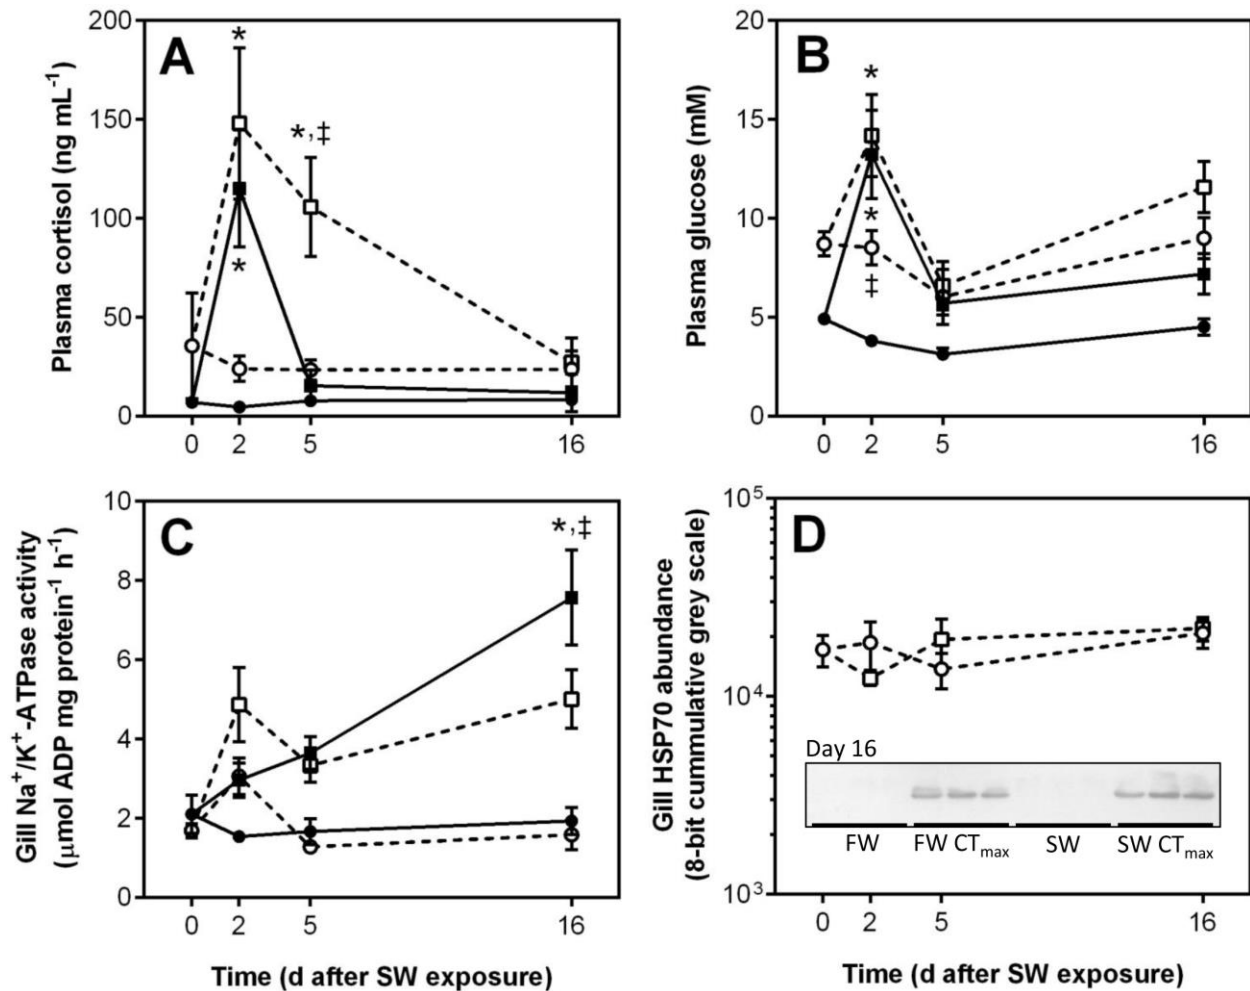 A
Plasma cortisol (ng mL⁻¹)
200
150
100
50
0
*
*,‡
*
*
0 2 5 16
B
Plasma glucose (mM)
20
15
10
5
0
*
*
‡
0 2 5 16
C
Gill Na⁺/K⁺-ATPase activity
(μmol ADP mg protein⁻¹ h⁻¹)
10
8
6
4
2
0
*,‡
0 2 5 16
Time (d after SW exposure)
D
Gill HSP70 abundance
(8-bit cummulative grey scale)
10⁵
10⁴
10³
Day 16
FW FW CTmax SW SW CTmax
0 2 5 16
Time (d after SW exposure)